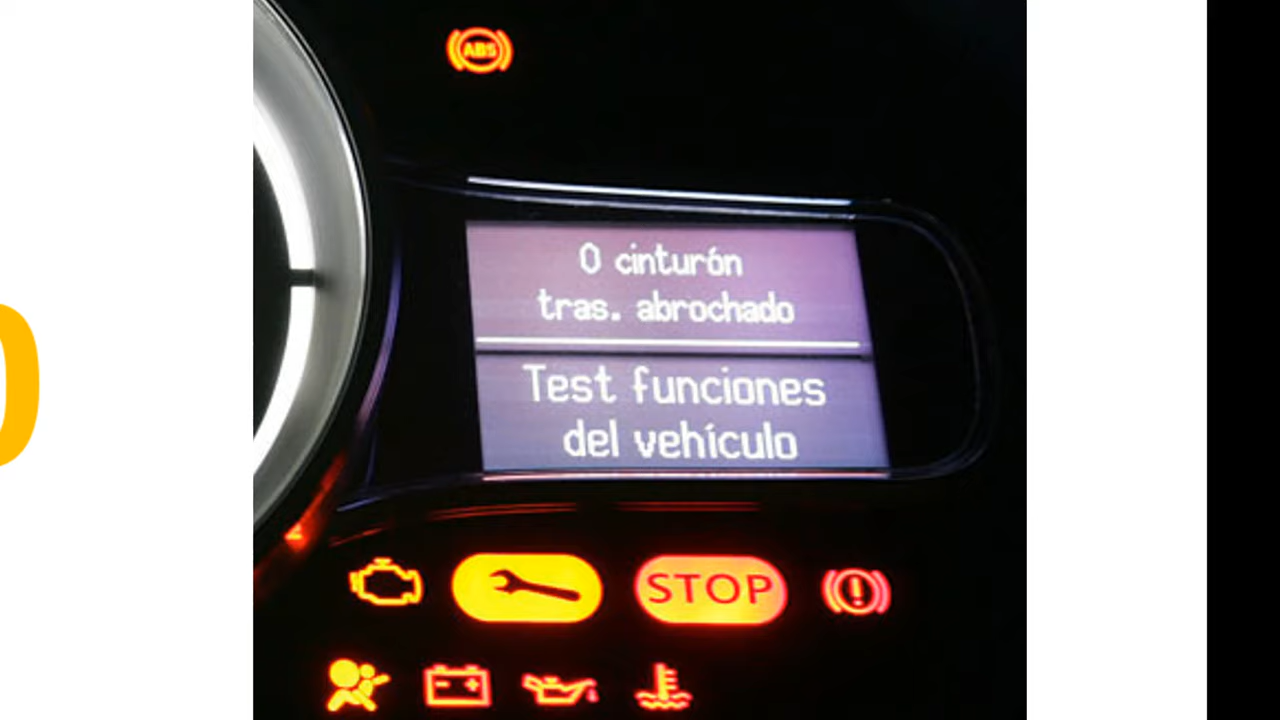 ABS
0 cinturón
tras. abrochado
Test funciones
del vehículo
STOP